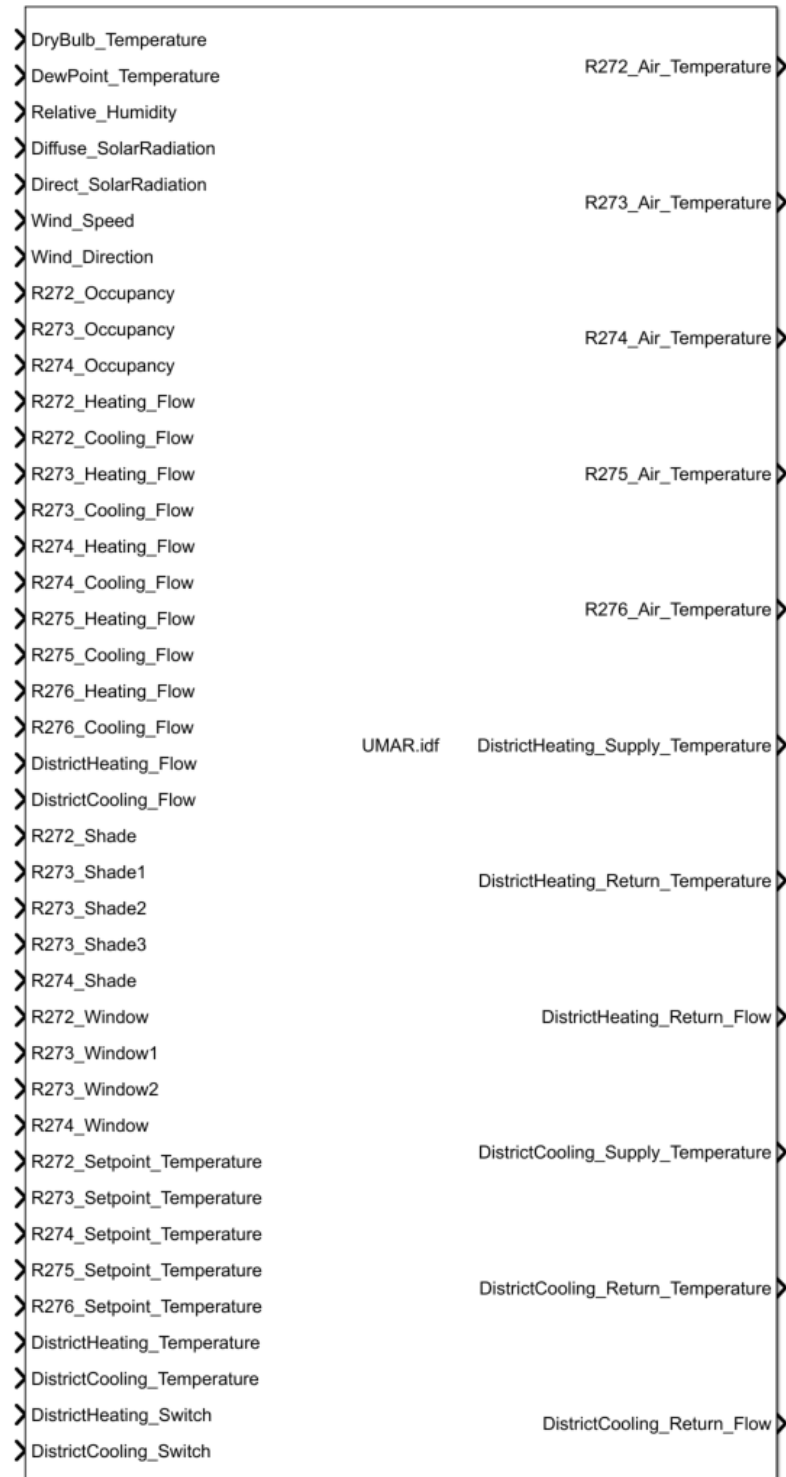 DryBulb_Temperature
DewPoint_Temperature
Relative_Humidity
Diffuse_SolarRadiation
Direct_SolarRadiation
Wind_Speed
Wind_Direction
R272_Occupancy
R273_Occupancy
R274_Occupancy
R272_Heating_Flow
R272_Cooling_Flow
R273_Heating_Flow
R273_Cooling_Flow
R274_Heating_Flow
R274_Cooling_Flow
R275_Heating_Flow
R275_Cooling_Flow
R276_Heating_Flow
R276_Cooling_Flow
DistrictHeating_Flow
DistrictCooling_Flow
R272_Shade
R273_Shade1
R273_Shade2
R273_Shade3
R274_Shade
R272_Window
R273_Window1
R273_Window2
R274_Window
R272_Setpoint_Temperature
R273_Setpoint_Temperature
R274_Setpoint_Temperature
R275_Setpoint_Temperature
R276_Setpoint_Temperature
DistrictHeating_Temperature
DistrictCooling_Temperature
DistrictHeating_Switch
DistrictCooling_Switch
UMAR.idf
R272_Air_Temperature
R273_Air_Temperature
R274_Air_Temperature
R275_Air_Temperature
R276_Air_Temperature
DistrictHeating_Supply_Temperature
DistrictHeating_Return_Temperature
DistrictHeating_Return_Flow
DistrictCooling_Supply_Temperature
DistrictCooling_Return_Temperature
DistrictCooling_Return_Flow